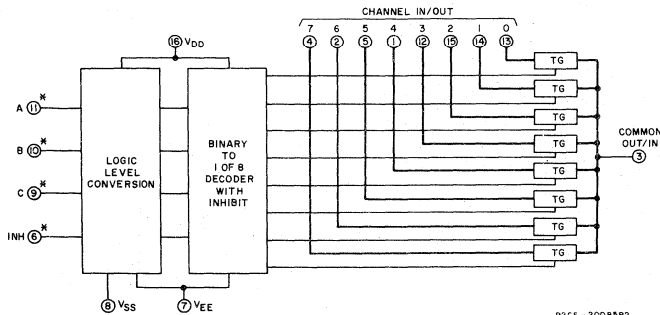 CHANNEL IN/OUT
7 6 5 4 3 2 1 0
4 2 5 1 12 15 14 13
16 VDD
TG
TG
TG
TG
TG
TG
TG
TG
COMMON
OUT/IN
3
A 11 *
B 10 *
C 9 *
INH 6 *
LOGIC
LEVEL
CONVERSION
BINARY
TO
1 OF 8
DECODER
WITH
INHIBIT
8 VSS
7 VEE